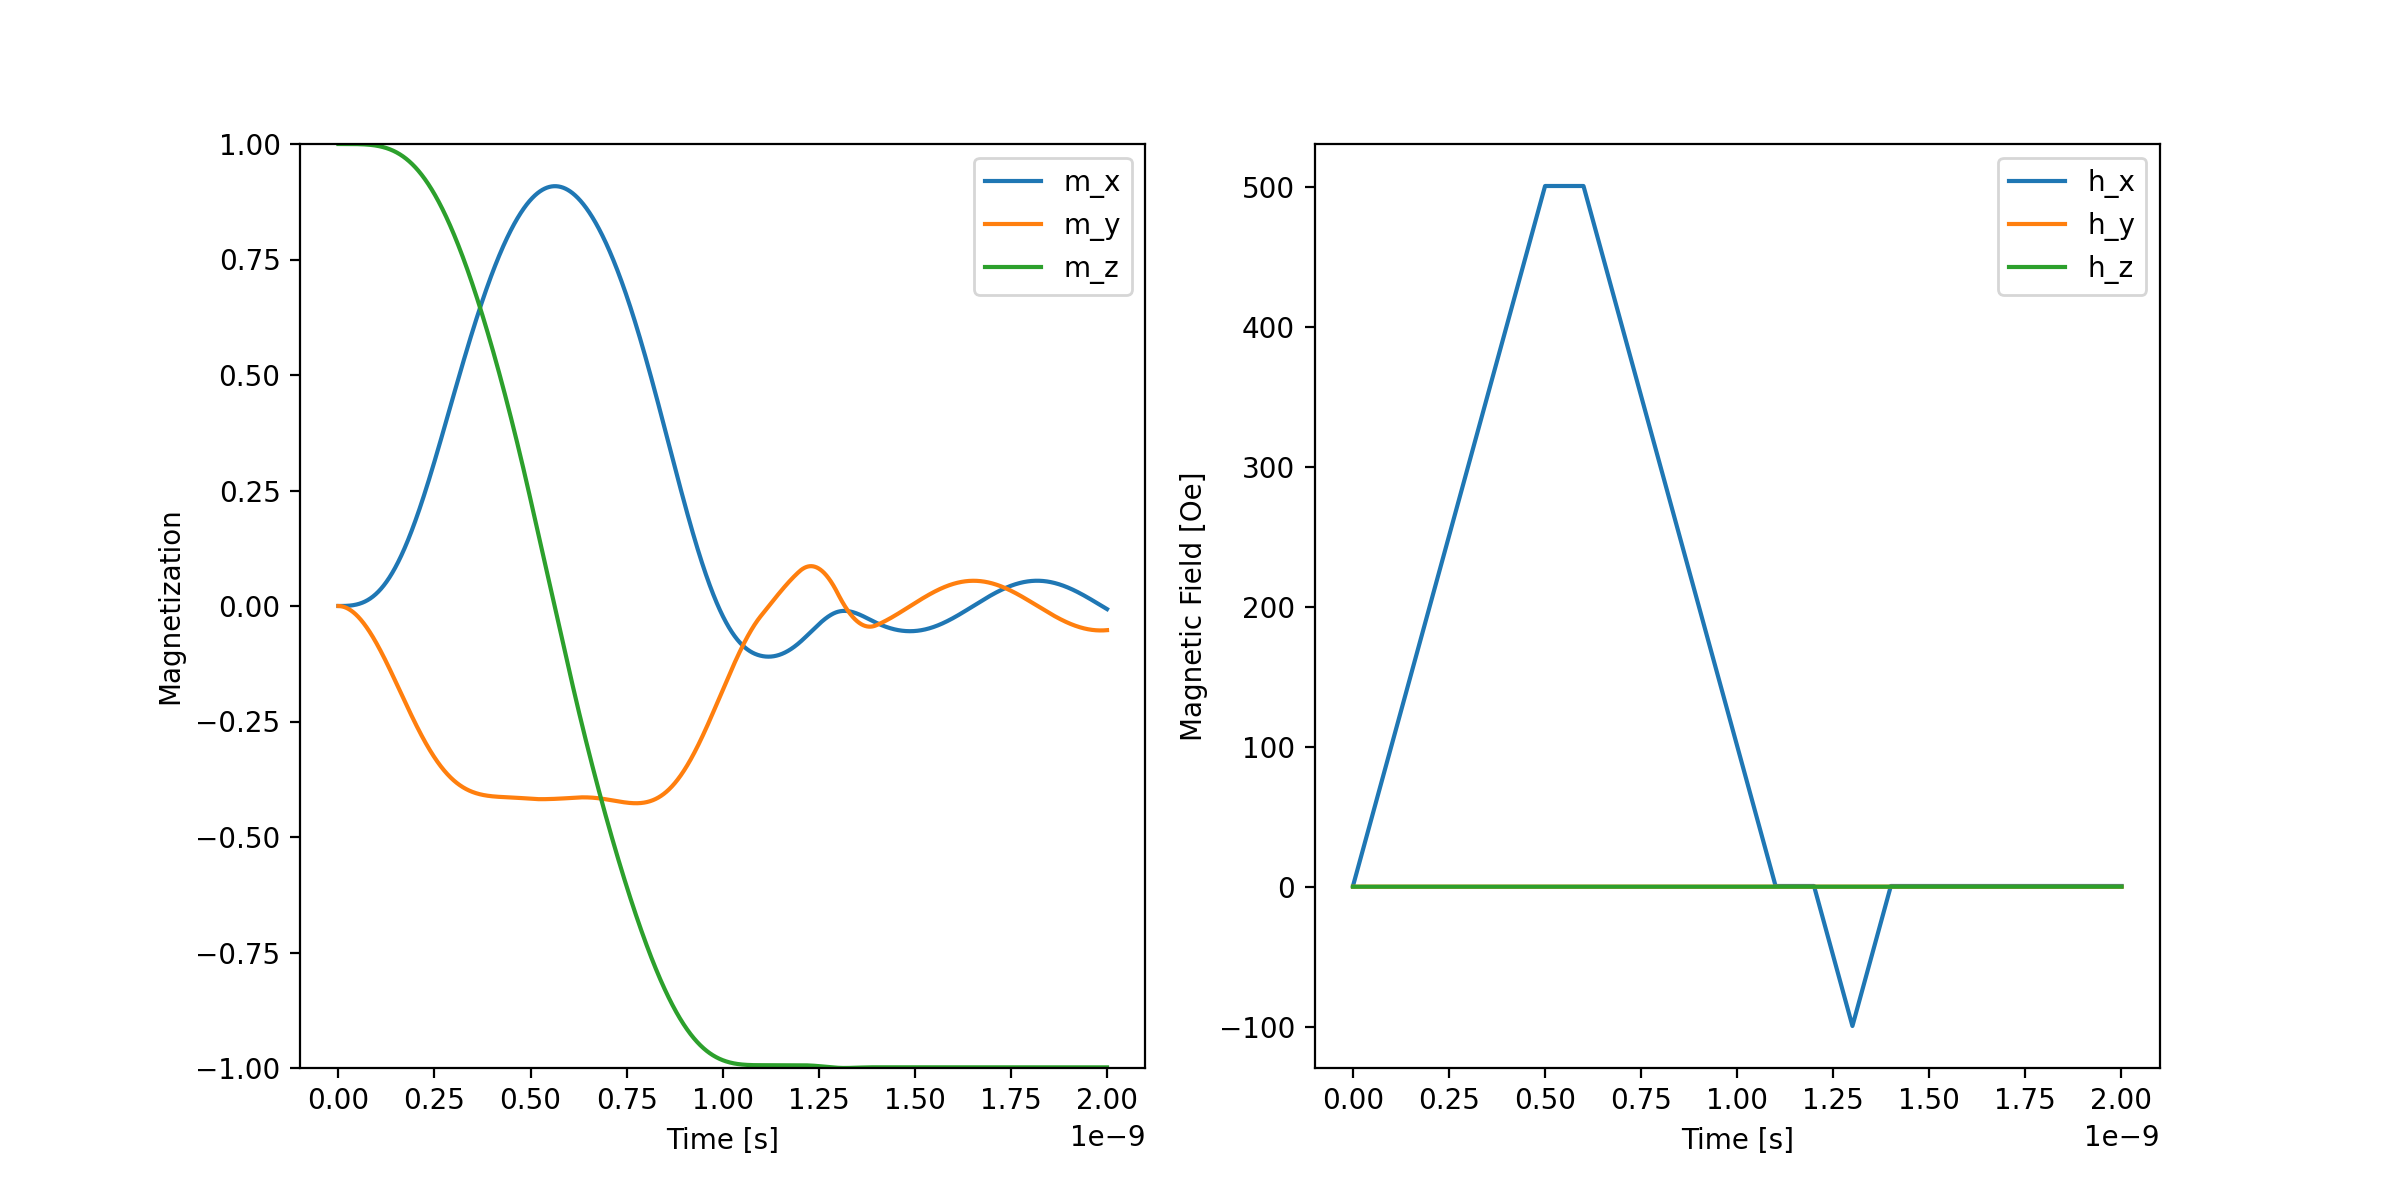 1.00
0.75
0.50
0.25
0.00
−0.25
−0.50
−0.75
−1.00
Magnetization
0.00 0.25 0.50 0.75 1.00 1.25 1.50 1.75 2.00
Time [s]
1e−9
m_x
m_y
m_z
500
400
300
200
100
0
−100
Magnetic Field [Oe]
0.00 0.25 0.50 0.75 1.00 1.25 1.50 1.75 2.00
Time [s]
1e−9
h_x
h_y
h_z